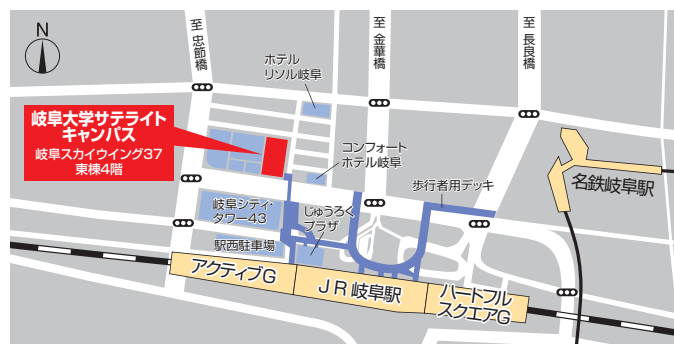 N
至 忠節橋
至 金華橋
至 長良橋
ホテル
リソル岐阜
岐阜大学サテライト
キャンパス
岐阜スカイウイング37
東棟4階
コンフォート
ホテル岐阜
歩行者用デッキ
名鉄岐阜駅
岐阜シティ・
タワー43
じゅうろく
プラザ
駅西駐車場
アクティブG
JR岐阜駅
ハートフル
スクエアG